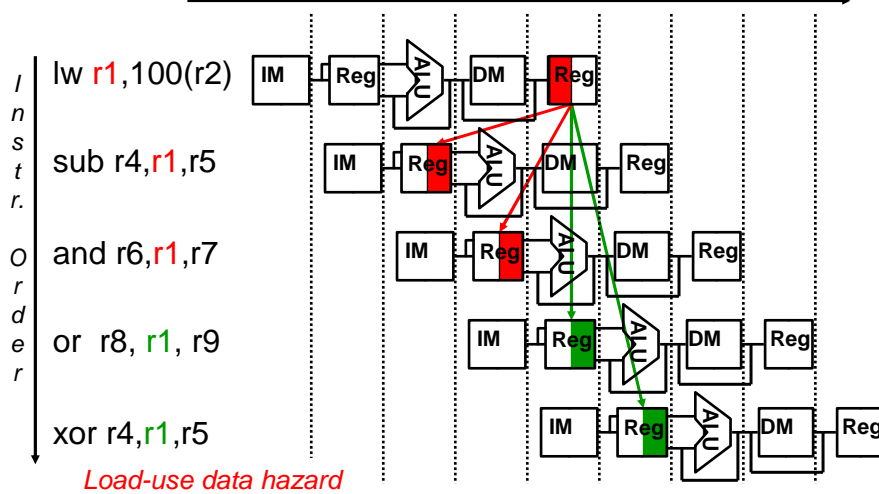 Instr. Order
lw r1,100(r2)
IM Reg ALU DM Reg
sub r4,r1,r5
IM Reg ALU DM Reg
and r6,r1,r7
IM Reg ALU DM Reg
or r8, r1, r9
IM Reg ALU DM Reg
xor r4,r1,r5
IM Reg ALU DM Reg
Load-use data hazard